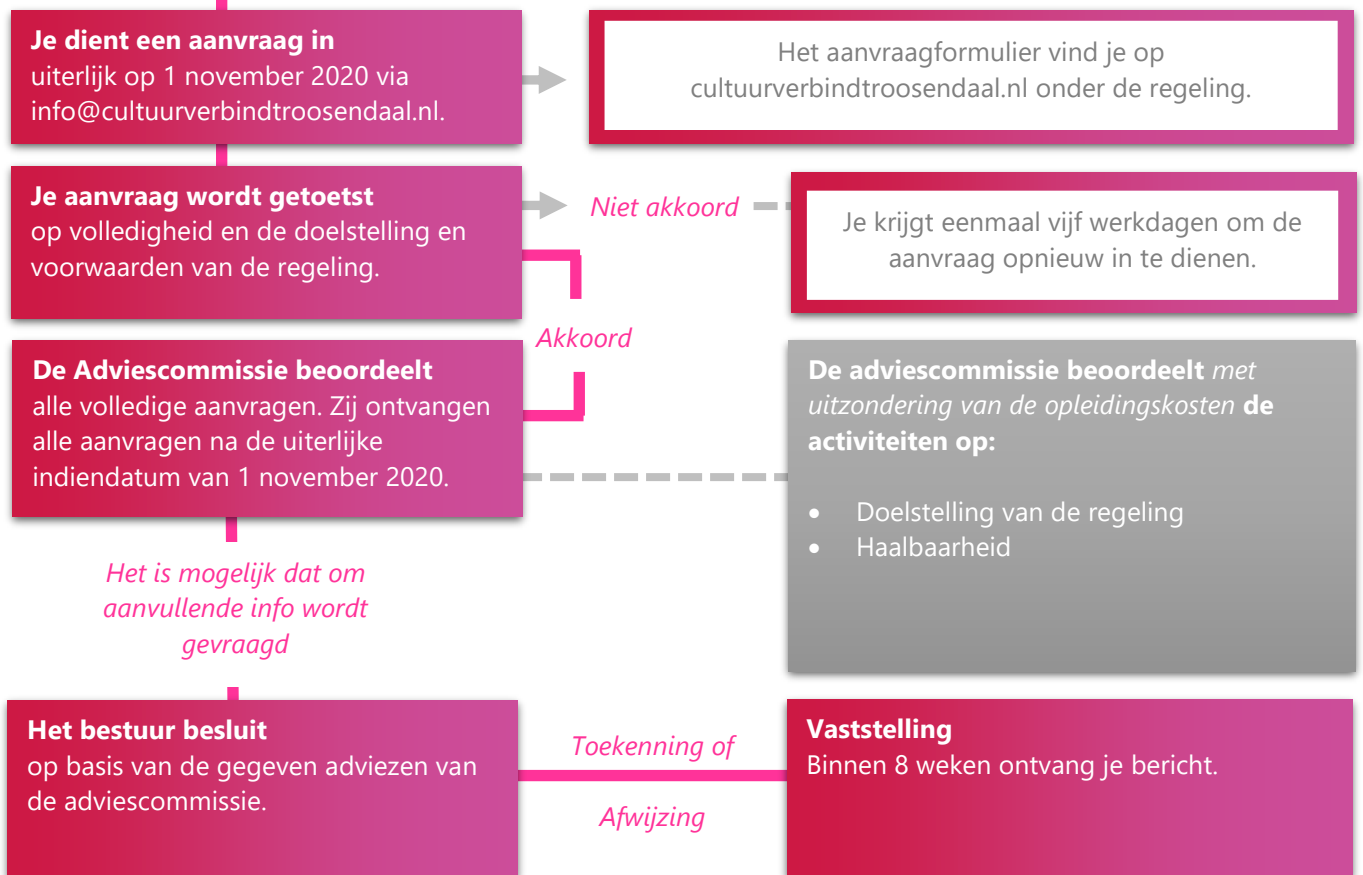 Je dient een aanvraag in
uiterlijk op 1 november 2020 via
info@cultuurverbindtroosendaal.nl.
Het aanvraagformulier vind je op
cultuurverbindtroosendaal.nl onder de regeling.
Je aanvraag wordt getoetst
op volledigheid en de doelstelling en
voorwaarden van de regeling.
Niet akkoord
Je krijgt eenmaal vijf werkdagen om de
aanvraag opnieuw in te dienen.
Akkoord
De Adviescommissie beoordeelt
alle volledige aanvragen. Zij ontvangen
alle aanvragen na de uiterlijke
indiendatum van 1 november 2020.
De adviescommissie beoordeelt met
uitzondering van de opleidingskosten de
activiteiten op:
• Doelstelling van de regeling
• Haalbaarheid
Het is mogelijk dat om
aanvullende info wordt
gevraagd
Het bestuur besluit
op basis van de gegeven adviezen van
de adviescommissie.
Toekenning of
Afwijzing
Vaststelling
Binnen 8 weken ontvang je bericht.